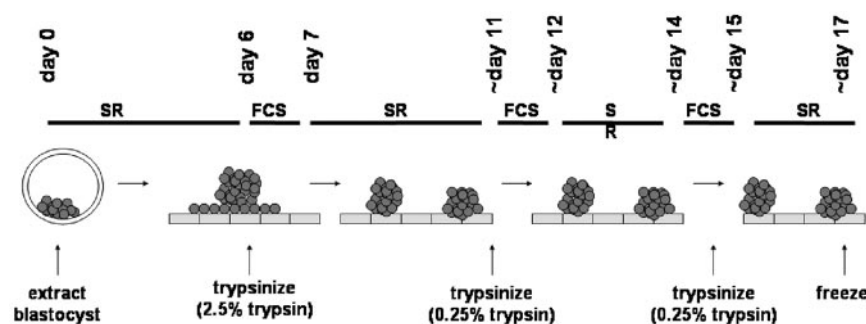 day 0
day 6
day 7
~day 11
~day 12
~day 14
~day 15
~day 17
SR
FCS
SR
FCS
S
R
FCS
SR
extract
blastocyst
trypsinize
(2.5% trypsin)
trypsinize
(0.25% trypsin)
trypsinize
(0.25% trypsin)
freeze